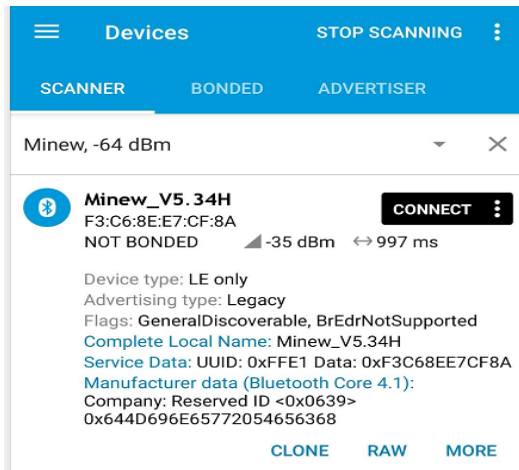 Devices STOP SCANNING
SCANNER BONDED ADVERTISER
Minew, -64 dBm
Minew_V5.34H
CONNECT
F3:C6:8E:E7:CF:8A
NOT BONDED -35 dBm 997 ms
Device type: LE only
Advertising type: Legacy
Flags: GeneralDiscoverable, BrEdrNotSupported
Complete Local Name: Minew_V5.34H
Service Data: UUID: 0xFFE1 Data: 0xF3C68EE7CF8A
Manufacturer data (Bluetooth Core 4.1):
Company: Reserved ID <0x0639>
0x644D696E65772054656368
CLONE RAW MORE